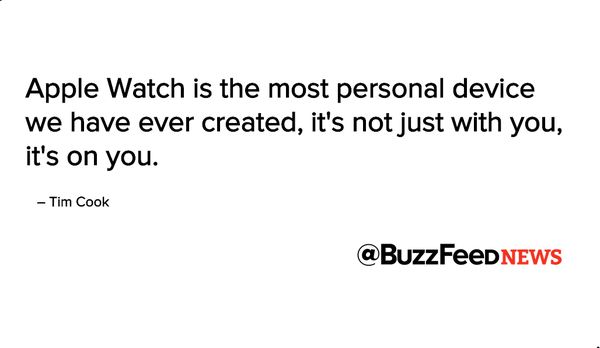 Apple Watch is the most personal device
we have ever created, it's not just with you,
it's on you.
– Tim Cook
@BuzzFeedNEWS